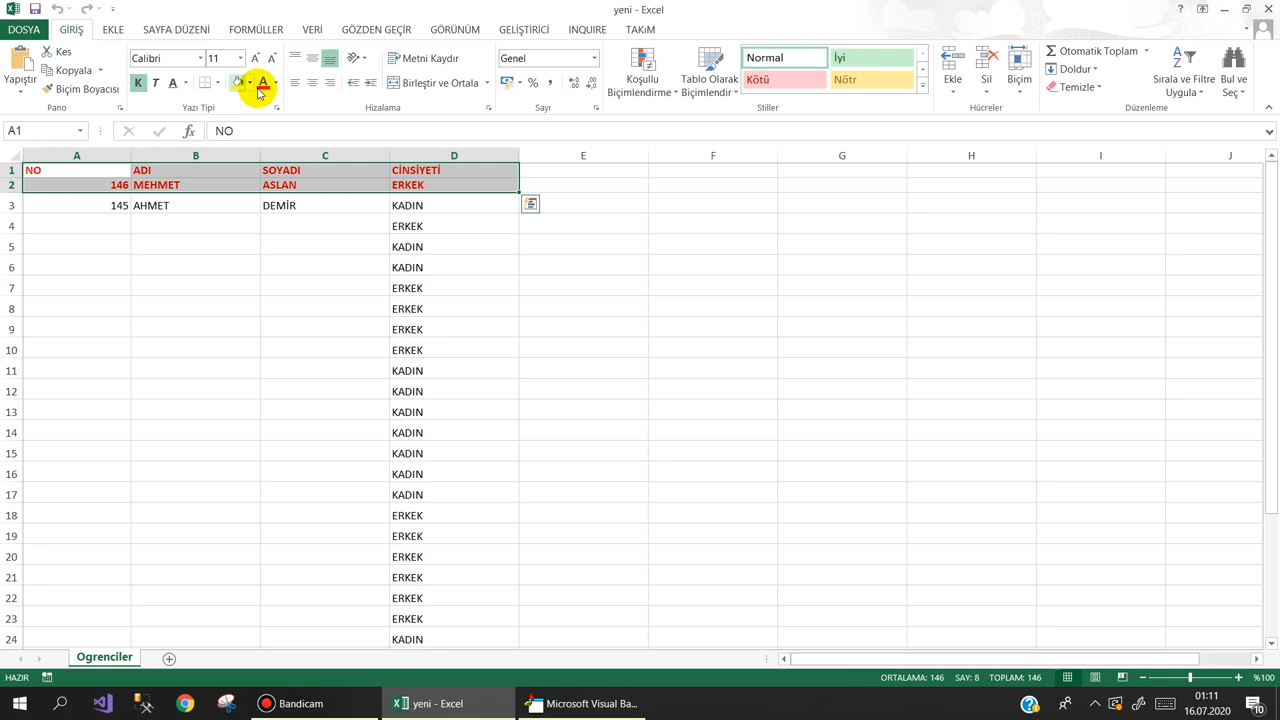 yeni - Excel
DOSYA GİRİŞ EKLE SAYFA DÜZENİ FORMÜLLER VERİ GÖZDEN GEÇİR GÖRÜNÜM GELİŞTİRİCİ INQUIRE TAKIM
Yapıştır
Kes
Kopyala
Biçim Boyacısı
Pano
Calibri 11
K T A A
Yazı Tipi
Metni Kaydır
Birleştir ve Ortala
Hizalama
Genel
%
Sayı
Koşullu Biçimlendirme
Tablo Olarak Biçimlendir
Normal İyi
Kötü Nötr
Stiller
Ekle Sil Biçim
Hücreler
Otomatik Toplam
Doldur
Temizle
Sırala ve Filtre Uygula
Bul ve Seç
Düzenleme
A1 fx NO
A B C D E F G H I J
1 NO ADI SOYADI CİNSİYETİ
2 146 MEHMET ASLAN ERKEK
3 145 AHMET DEMİR KADIN
4 ERKEK
5 KADIN
6 KADIN
7 ERKEK
8 ERKEK
9 ERKEK
10 ERKEK
11 KADIN
12 KADIN
13 KADIN
14 KADIN
15 KADIN
16 KADIN
17 KADIN
18 ERKEK
19 ERKEK
20 ERKEK
21 ERKEK
22 ERKEK
23 ERKEK
24 KADIN
Ogrenciler
HAZIR ORTALAMA: 146 SAY: 8 TOPLAM: 146 %100
Bandicam yeni - Excel Microsoft Visual Ba... 01:11
16.07.2020 10